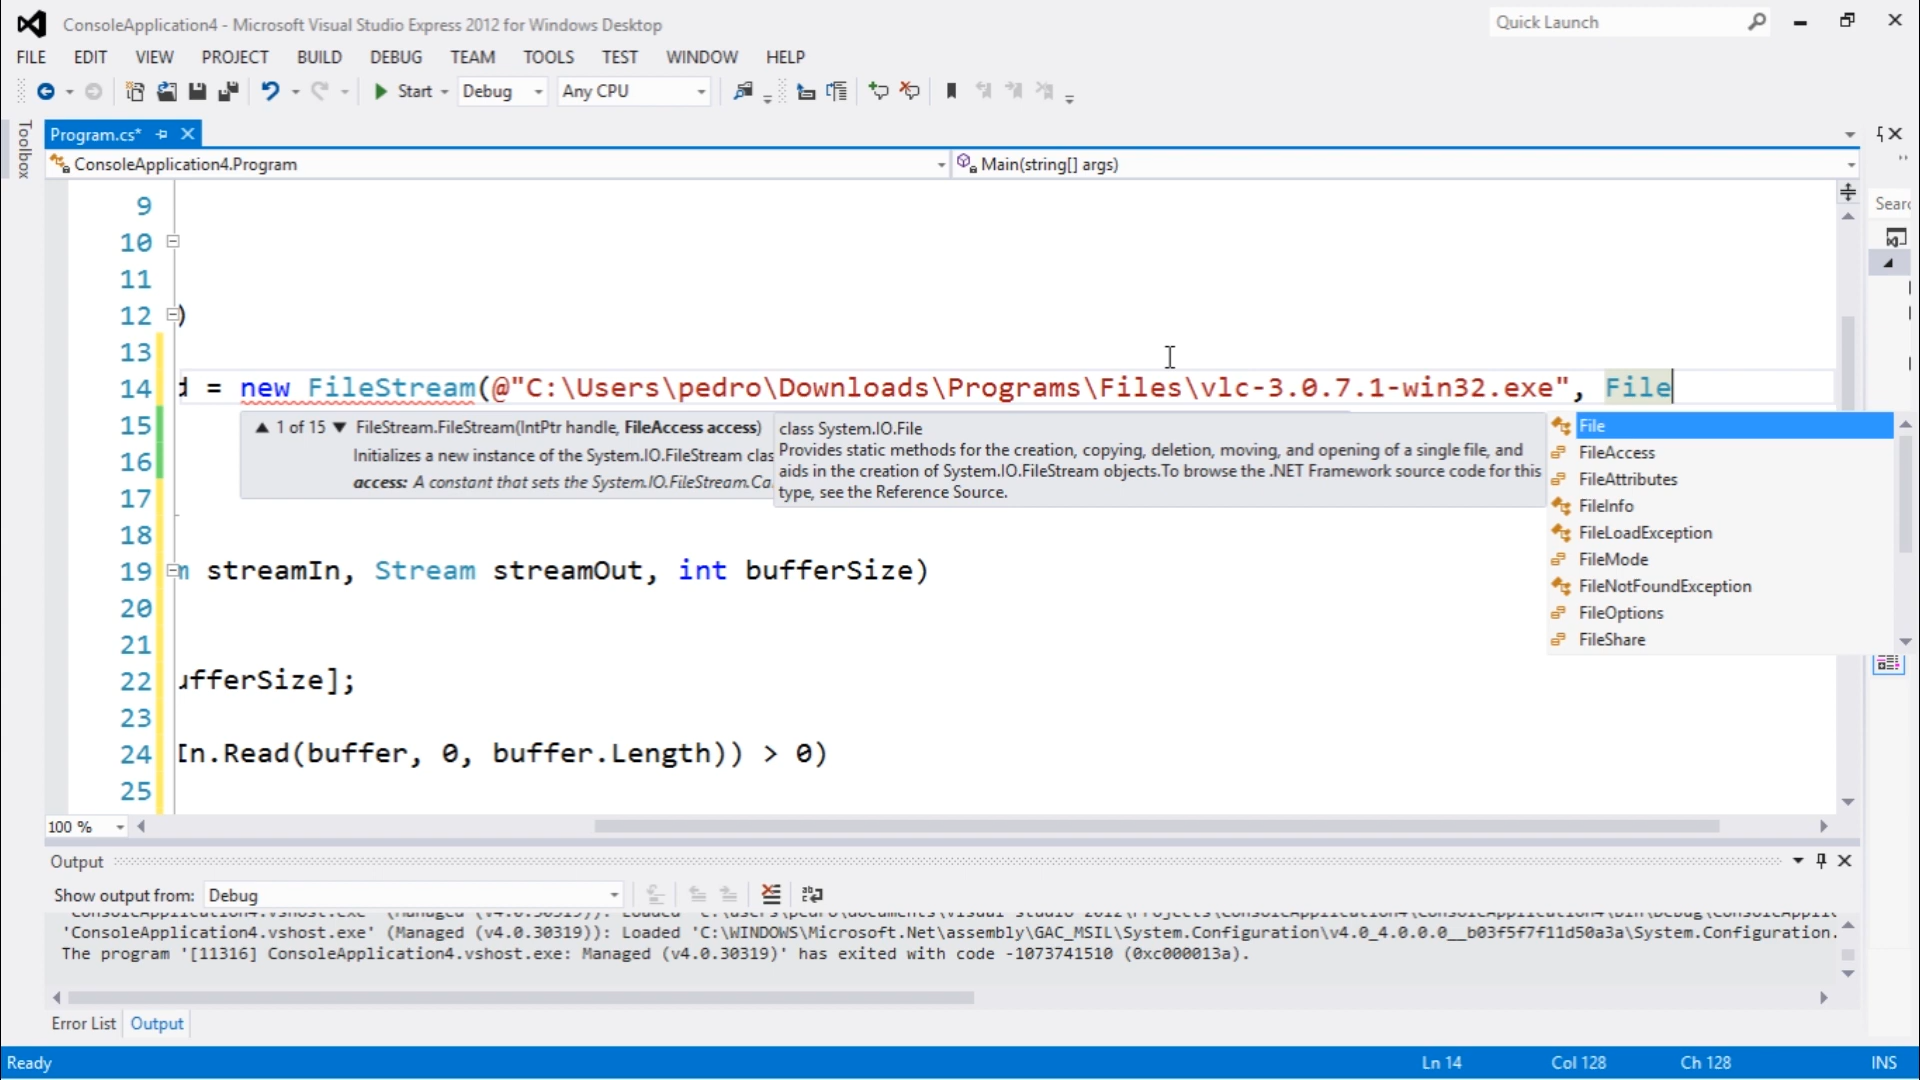 ConsoleApplication4 - Microsoft Visual Studio Express 2012 for Windows Desktop
Quick Launch
FILE EDIT VIEW PROJECT BUILD DEBUG TEAM TOOLS TEST WINDOW HELP
Start Debug Any CPU
Toolbox
Program.cs*
ConsoleApplication4.Program
Main(string[] args)
9
10
11
12 )
13
14 d = new FileStream(@"C:\Users\pedro\Downloads\Programs\Files\vlc-3.0.7.1-win32.exe", File
15
16
17
18
19 m streamIn, Stream streamOut, int bufferSize)
20
21
22 ufferSize];
23
24 In.Read(buffer, 0, buffer.Length)) > 0)
25
1 of 15 FileStream.FileStream(IntPtr handle, FileAccess access)
Initializes a new instance of the System.IO.FileStream clas
access: A constant that sets the System.IO.FileStream.Ca
class System.IO.File
Provides static methods for the creation, copying, deletion, moving, and opening of a single file, and
aids in the creation of System.IO.FileStream objects.To browse the .NET Framework source code for this
type, see the Reference Source.
File
FileAccess
FileAttributes
FileInfo
FileLoadException
FileMode
FileNotFoundException
FileOptions
FileShare
Searc
100 %
Output
Show output from: Debug
'ConsoleApplication4.vshost.exe' (Managed (v4.0.30319)): Loaded 'C:\WINDOWS\Microsoft.Net\assembly\GAC_MSIL\System.Configuration\v4.0_4.0.0.0__b03f5f7f11d50a3a\System.Configuration.
The program '[11316] ConsoleApplication4.vshost.exe: Managed (v4.0.30319)' has exited with code -1073741510 (0xc000013a).
Error List Output
Ready
Ln 14 Col 128 Ch 128 INS